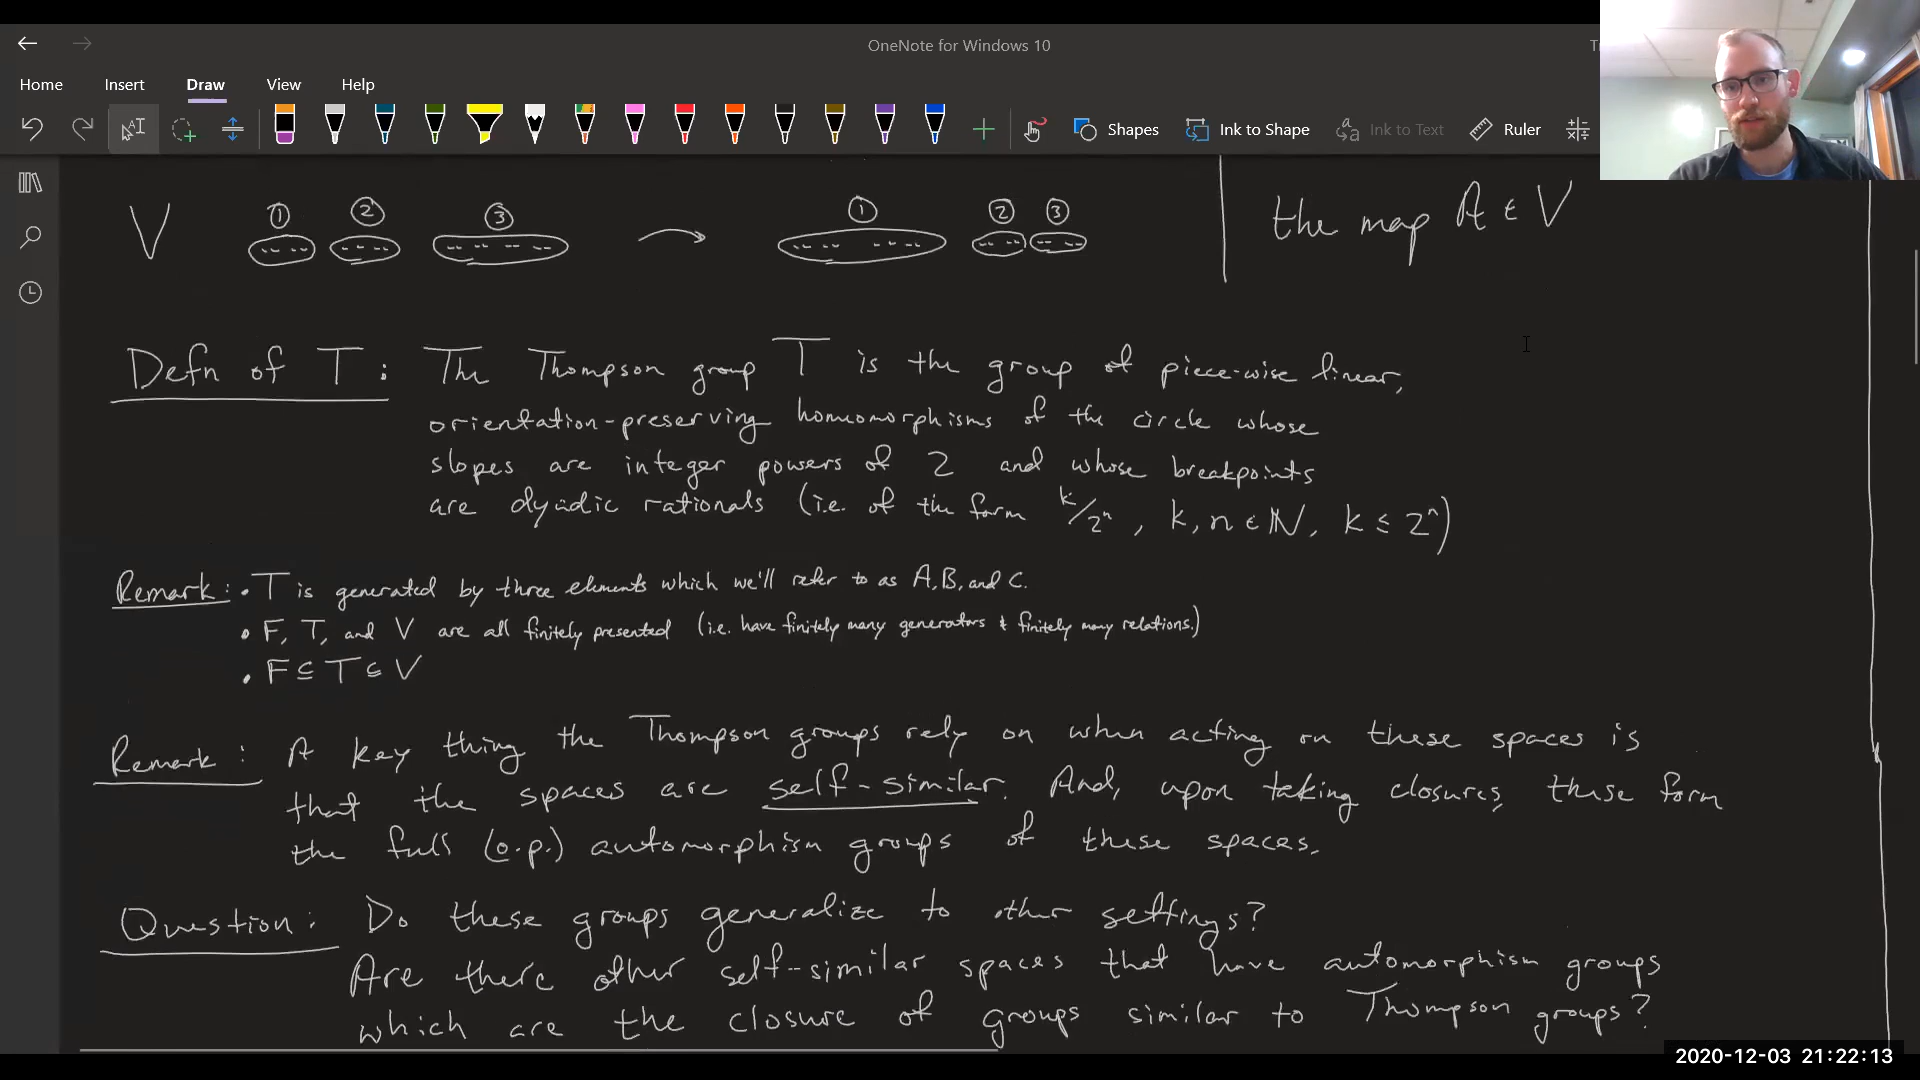 OneNote for Windows 10
Home Insert Draw View Help
Shapes Ink to Shape Ink to Text Ruler
V ① ② ③ → ① ② ③
the map A ∈ V
Defn of T: The Thompson group T is the group of piece-wise linear,
orientation-preserving homeomorphisms of the circle whose
slopes are integer powers of 2 and whose breakpoints
are dyadic rationals (i.e. of the form k/2ⁿ, k, n ∈ ℕ, k ≤ 2ⁿ)
Remark: • T is generated by three elements which we'll refer to as A, B, and C.
• F, T, and V are all finitely presented (i.e. have finitely many generators & finitely many relations.)
• F ⊆ T ⊆ V
Remark: A key thing the Thompson groups rely on when acting on these spaces is
that the spaces are self-similar. And, upon taking closures, these form
the full (o.p.) automorphism groups of these spaces.
Question: Do these groups generalize to other settings?
Are there other self-similar spaces that have automorphism groups
which are the closure of groups similar to Thompson groups?
2020-12-03 21:22:13